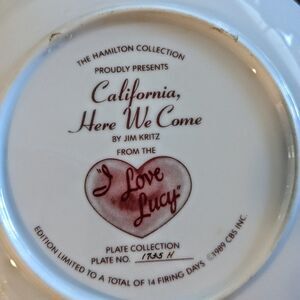 THE HAMILTON COLLECTION
PROUDLY PRESENTS
California,
Here We Come
BY JIM KRITZ
FROM THE
"I Love
Lucy"
PLATE COLLECTION
PLATE NO. 1725 H
EDITION LIMITED TO A TOTAL OF 14 FIRING DAYS ©1989 CBS INC.